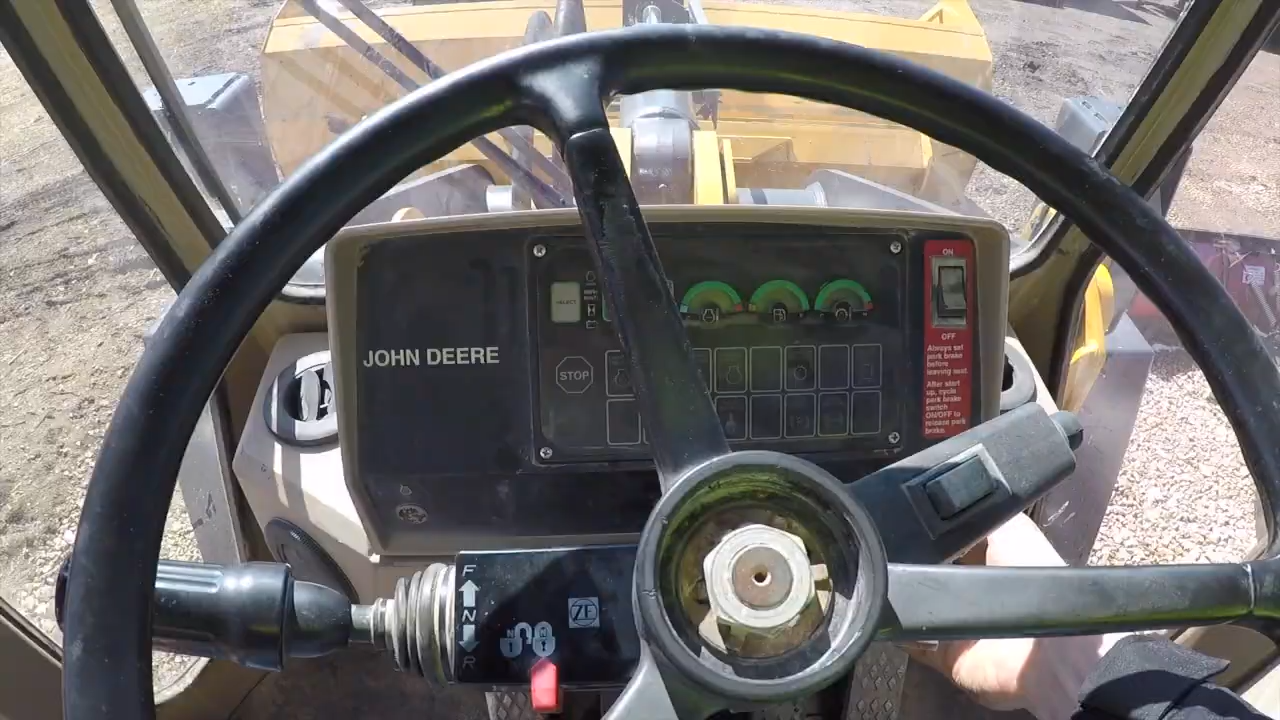 SELECT
JOHN DEERE
STOP
ON
OFF
Always set
park brake
before
leaving seat.
After start
up, cycle
park brake
switch
ON/OFF to
release park
brake.
F
N
R
ZF
N